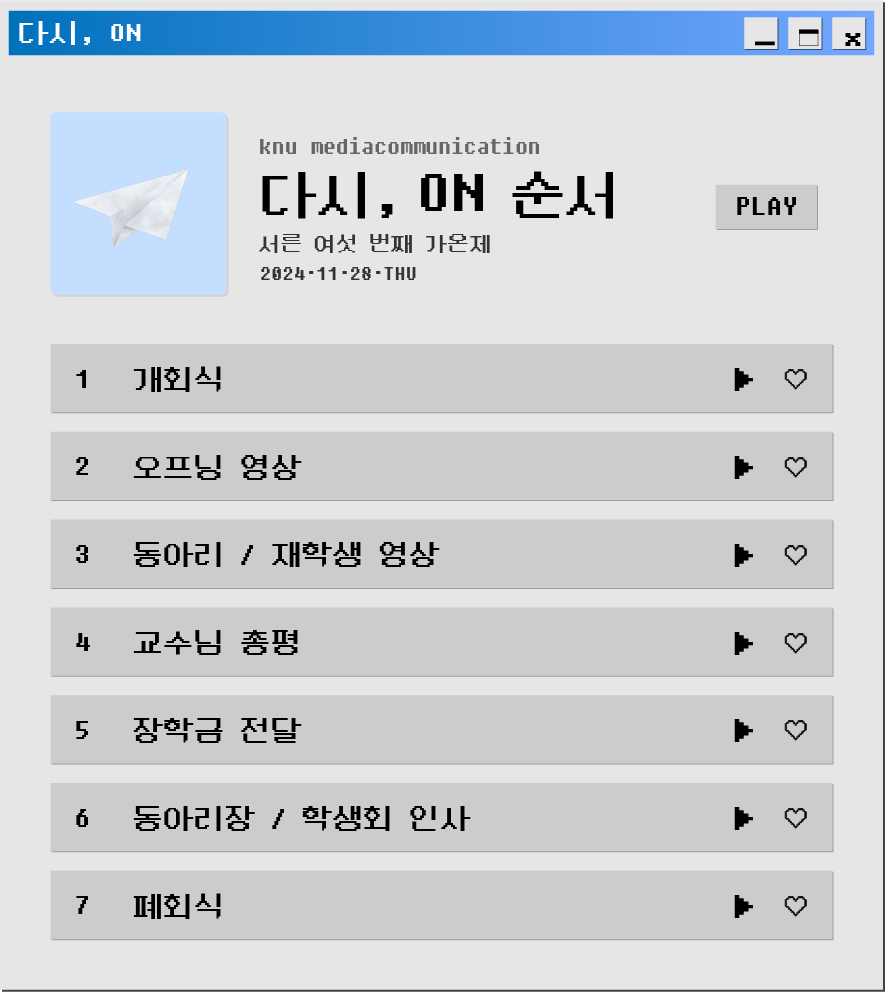 다시, ON
knu mediacommunication
다시, ON 순서
서른 여섯 번째 가온제
2024·11·28·THU
PLAY
1 개회식
2 오프닝 영상
3 동아리 / 재학생 영상
4 교수님 총평
5 장학금 전달
6 동아리장 / 학생회 인사
7 폐회식